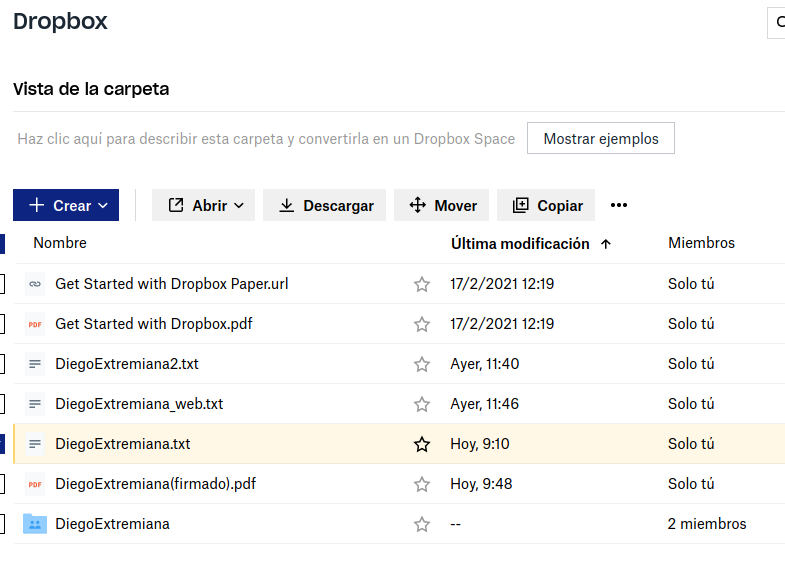 Dropbox
Vista de la carpeta
Haz clic aquí para describir esta carpeta y convertirla en un Dropbox Space Mostrar ejemplos
Crear Abrir Descargar Mover Copiar •••
Nombre Última modificación ↑ Miembros
Get Started with Dropbox Paper.url 17/2/2021 12:19 Solo tú
PDF Get Started with Dropbox.pdf 17/2/2021 12:19 Solo tú
DiegoExtremiana2.txt Ayer, 11:40 Solo tú
DiegoExtremiana_web.txt Ayer, 11:46 Solo tú
DiegoExtremiana.txt Hoy, 9:10 Solo tú
PDF DiegoExtremiana(firmado).pdf Hoy, 9:48 Solo tú
DiegoExtremiana -- 2 miembros